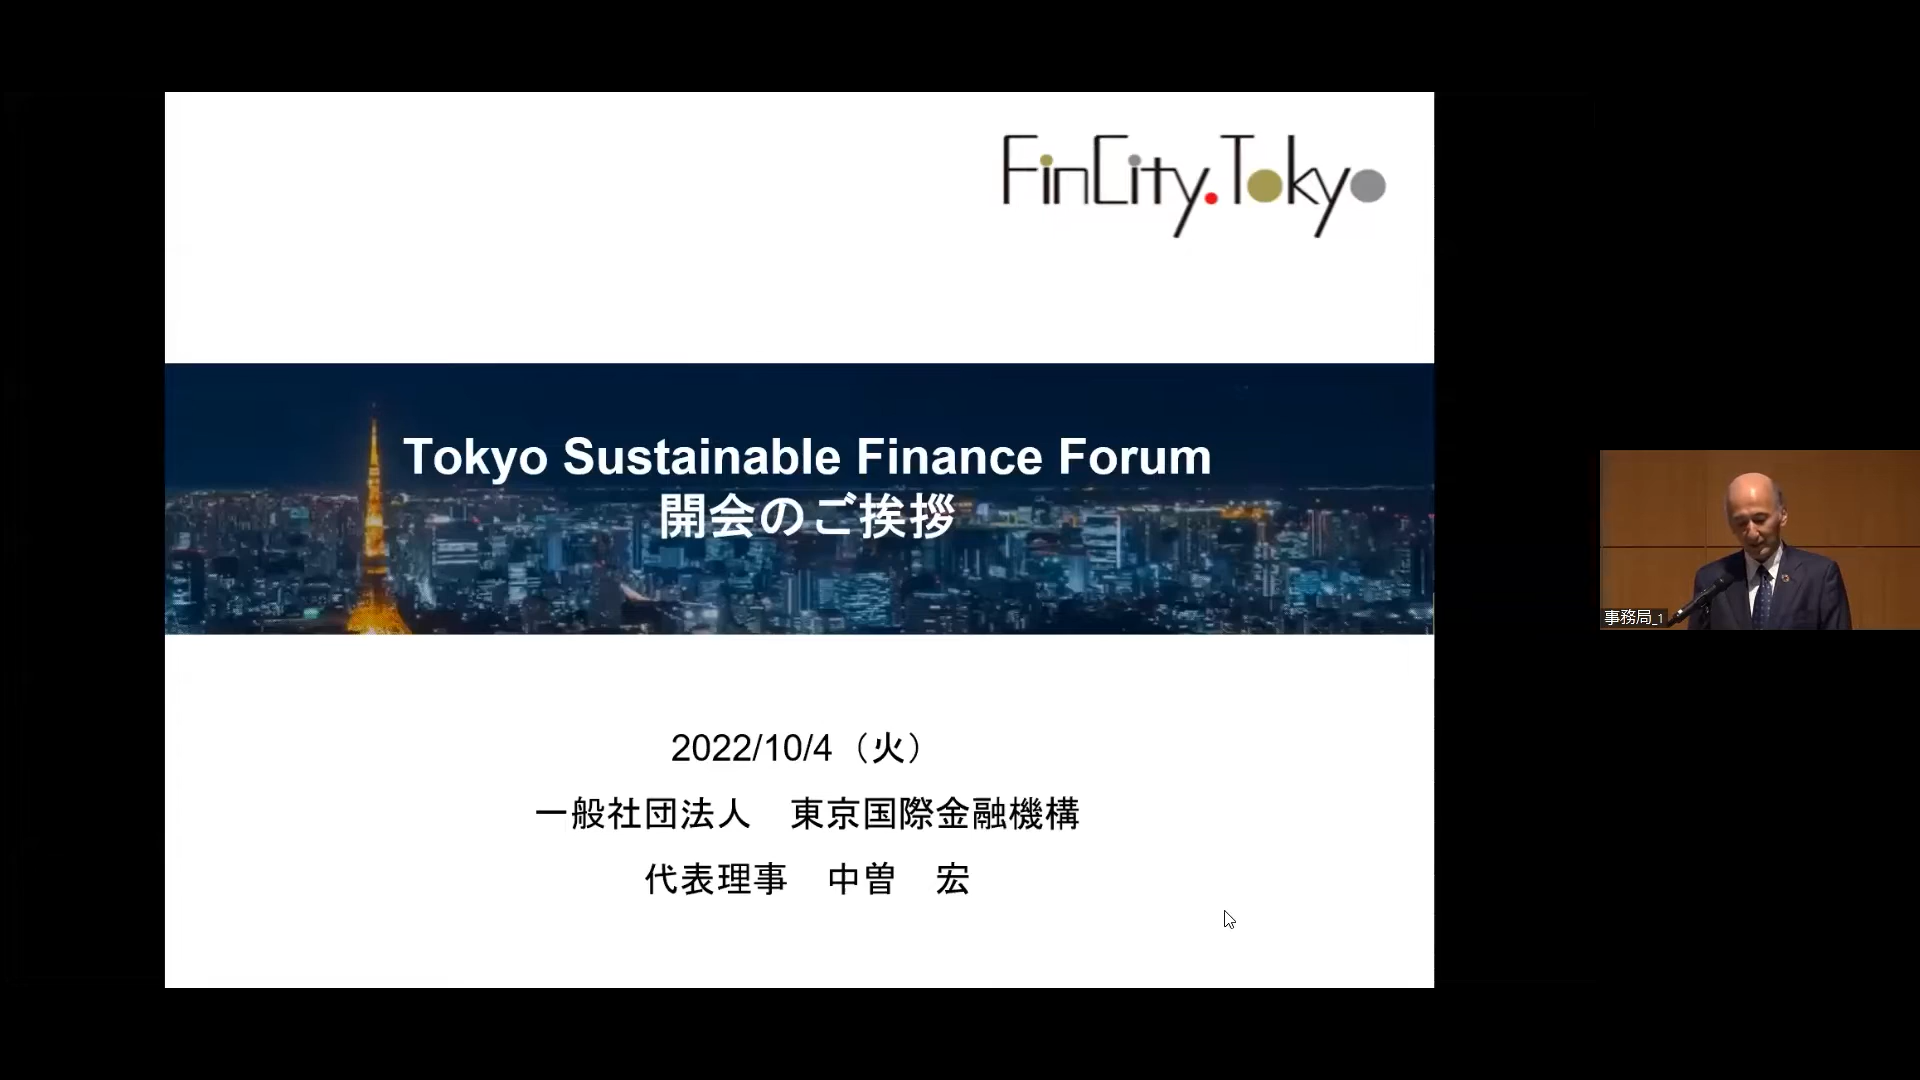 FinCity.Tokyo
Tokyo Sustainable Finance Forum
開会のご挨拶
2022/10/4（火）
一般社団法人　東京国際金融機構
代表理事　中曽　宏
事務局_1